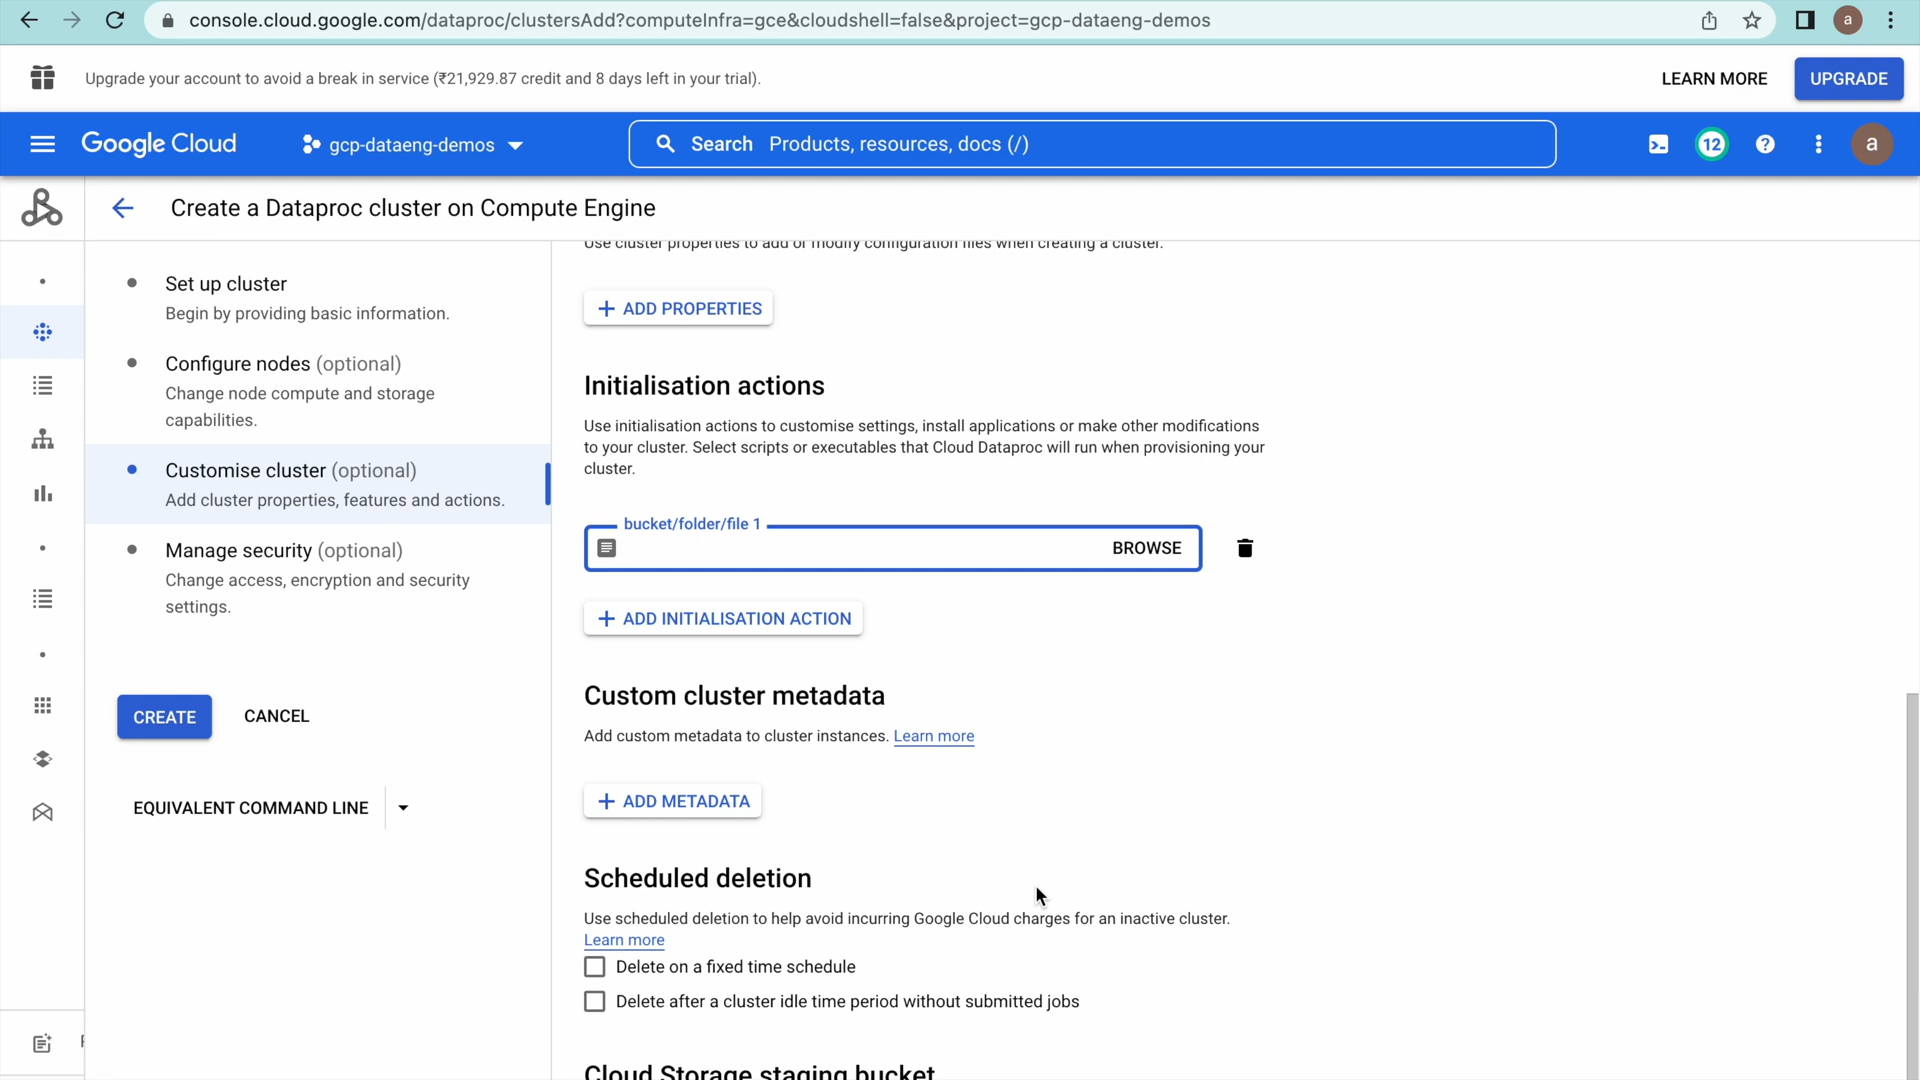 console.cloud.google.com/dataproc/clustersAdd?computeInfra=gce&cloudshell=false&project=gcp-dataeng-demos
a
Upgrade your account to avoid a break in service (₹21,929.87 credit and 8 days left in your trial).
LEARN MORE
UPGRADE
Google Cloud
gcp-dataeng-demos
Search Products, resources, docs (/)
12
a
Create a Dataproc cluster on Compute Engine
Set up cluster
Begin by providing basic information.
Configure nodes (optional)
Change node compute and storage
capabilities.
Customise cluster (optional)
Add cluster properties, features and actions.
Manage security (optional)
Change access, encryption and security
settings.
CREATE
CANCEL
EQUIVALENT COMMAND LINE
Use cluster properties to add or modify configuration files when creating a cluster.
ADD PROPERTIES
Initialisation actions
Use initialisation actions to customise settings, install applications or make other modifications
to your cluster. Select scripts or executables that Cloud Dataproc will run when provisioning your
cluster.
bucket/folder/file 1
BROWSE
ADD INITIALISATION ACTION
Custom cluster metadata
Add custom metadata to cluster instances. Learn more
ADD METADATA
Scheduled deletion
Use scheduled deletion to help avoid incurring Google Cloud charges for an inactive cluster.
Learn more
Delete on a fixed time schedule
Delete after a cluster idle time period without submitted jobs
Cloud Storage staging bucket